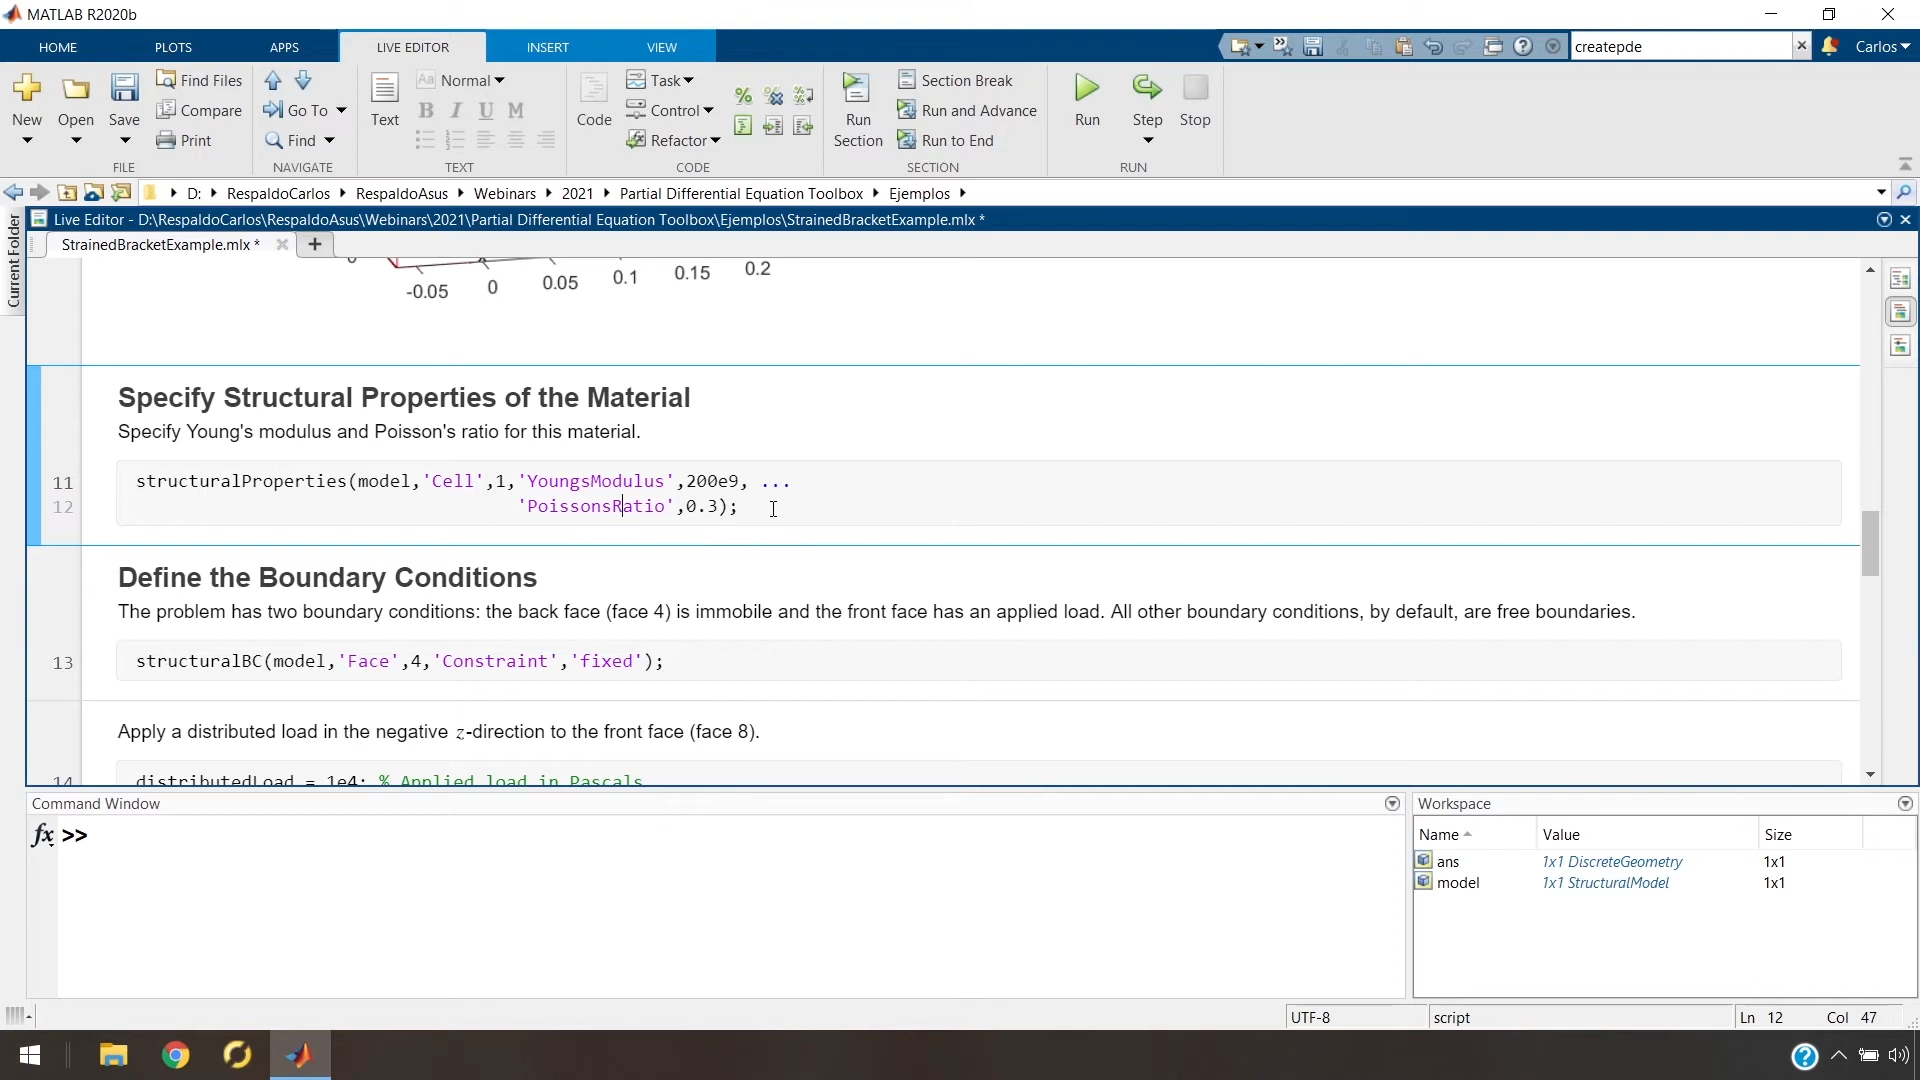 MATLAB R2020b
HOME PLOTS APPS LIVE EDITOR INSERT VIEW createpde Carlos
New Open Save Find Files Compare Print Go To Find Text Aa Normal B I U M Code Task Control Refactor Run Section Section Break Run and Advance Run to End Run Step Stop
FILE NAVIGATE TEXT CODE SECTION RUN
D: RespaldoCarlos RespaldoAsus Webinars 2021 Partial Differential Equation Toolbox Ejemplos
Current Folder
Live Editor - D:\RespaldoCarlos\RespaldoAsus\Webinars\2021\Partial Differential Equation Toolbox\Ejemplos\StrainedBracketExample.mlx *
StrainedBracketExample.mlx *
-0.05 0 0.05 0.1 0.15 0.2
Specify Structural Properties of the Material
Specify Young's modulus and Poisson's ratio for this material.
11 structuralProperties(model,'Cell',1,'YoungsModulus',200e9, ...
12 'PoissonsRatio',0.3);
Define the Boundary Conditions
The problem has two boundary conditions: the back face (face 4) is immobile and the front face has an applied load. All other boundary conditions, by default, are free boundaries.
13 structuralBC(model,'Face',4,'Constraint','fixed');
Apply a distributed load in the negative z-direction to the front face (face 8).
14 distributedLoad = 1e4; % Applied load in Pascals
Command Window
fx >>
Workspace
Name Value Size
ans 1x1 DiscreteGeometry 1x1
model 1x1 StructuralModel 1x1
UTF-8 script Ln 12 Col 47